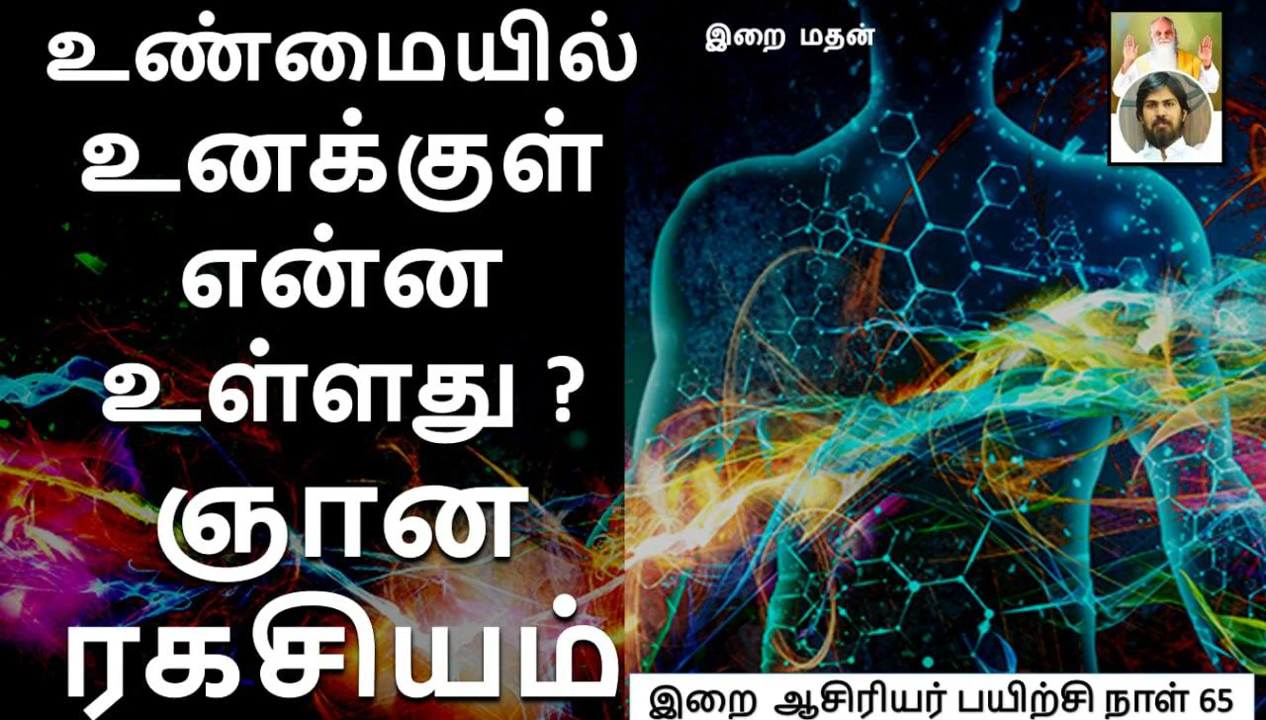 உண்மையில்
உனக்குள்
என்ன
உள்ளது ?
ஞான
ரகசியம்
இறை மதன்
இறை ஆசிரியர் பயிற்சி நாள் 65